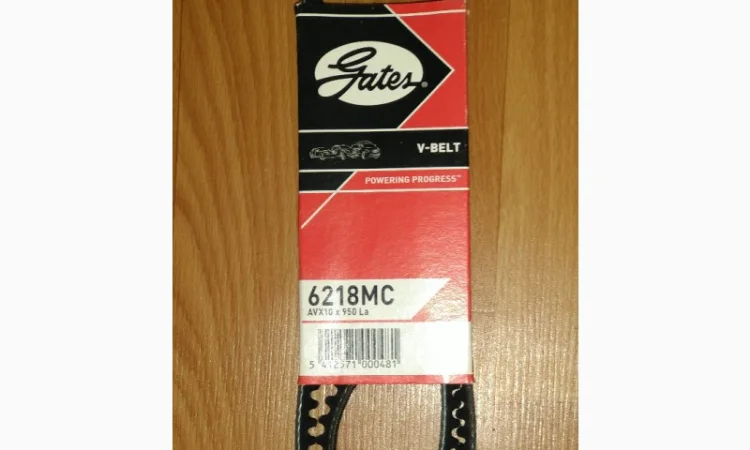 Gates®
V-BELT
POWERING PROGRESS™
6218MC
AVX10 x 950 La
5 412571 000481